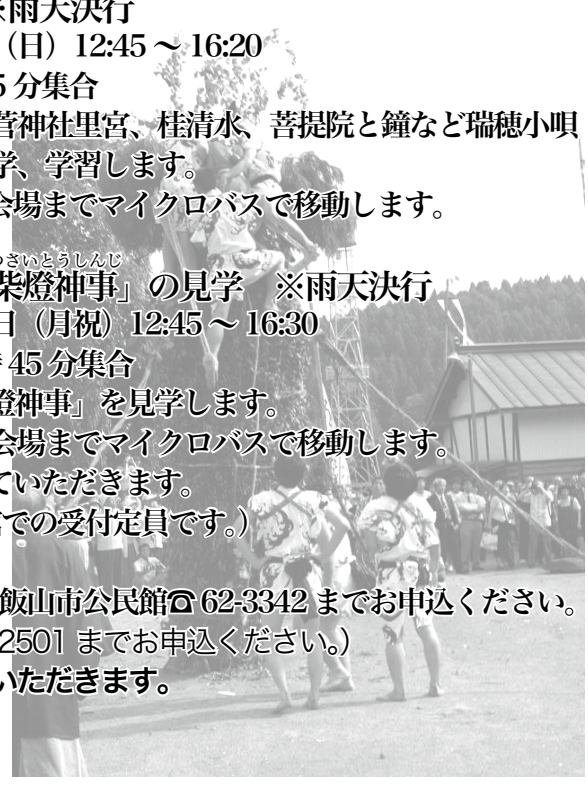 ※雨天決行
（日）12:45 ～ 16:20
5 分集合
菅神社里宮、桂清水、菩提院と鐘など瑞穂小唄
学、学習します。
会場までマイクロバスで移動します。
さいとうしんじ
柴燈神事」の見学　※雨天決行
日（月祝）12:45 ～ 16:30
45 分集合
燈神事」を見学します。
会場までマイクロバスで移動します。
ていただきます。
での受付定員です。）
飯山市公民館☎ 62-3342 までお申込ください。
2501 までお申込ください。）
いただきます。